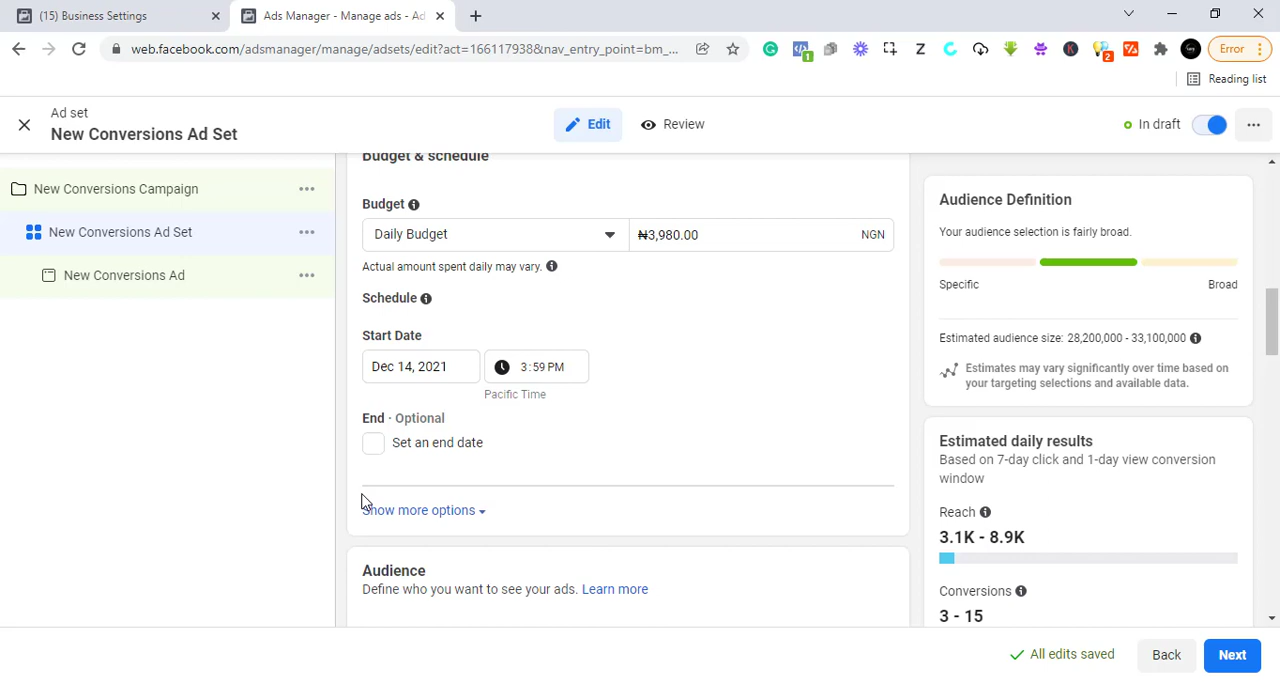 (15) Business Settings
Ads Manager - Manage ads - Ad
web.facebook.com/adsmanager/manage/adsets/edit?act=166117938&nav_entry_point=bm_...
1
Z
K
2
Error
Reading list
Ad set
New Conversions Ad Set
Edit
Review
In draft
New Conversions Campaign
New Conversions Ad Set
New Conversions Ad
Budget & schedule
Budget
Daily Budget
₦3,980.00
NGN
Actual amount spent daily may vary.
Schedule
Start Date
Dec 14, 2021
3:59 PM
Pacific Time
End · Optional
Set an end date
Show more options
Audience
Define who you want to see your ads. Learn more
Audience Definition
Your audience selection is fairly broad.
Specific
Broad
Estimated audience size: 28,200,000 - 33,100,000
Estimates may vary significantly over time based on
your targeting selections and available data.
Estimated daily results
Based on 7-day click and 1-day view conversion
window
Reach
3.1K - 8.9K
Conversions
3 - 15
All edits saved
Back
Next